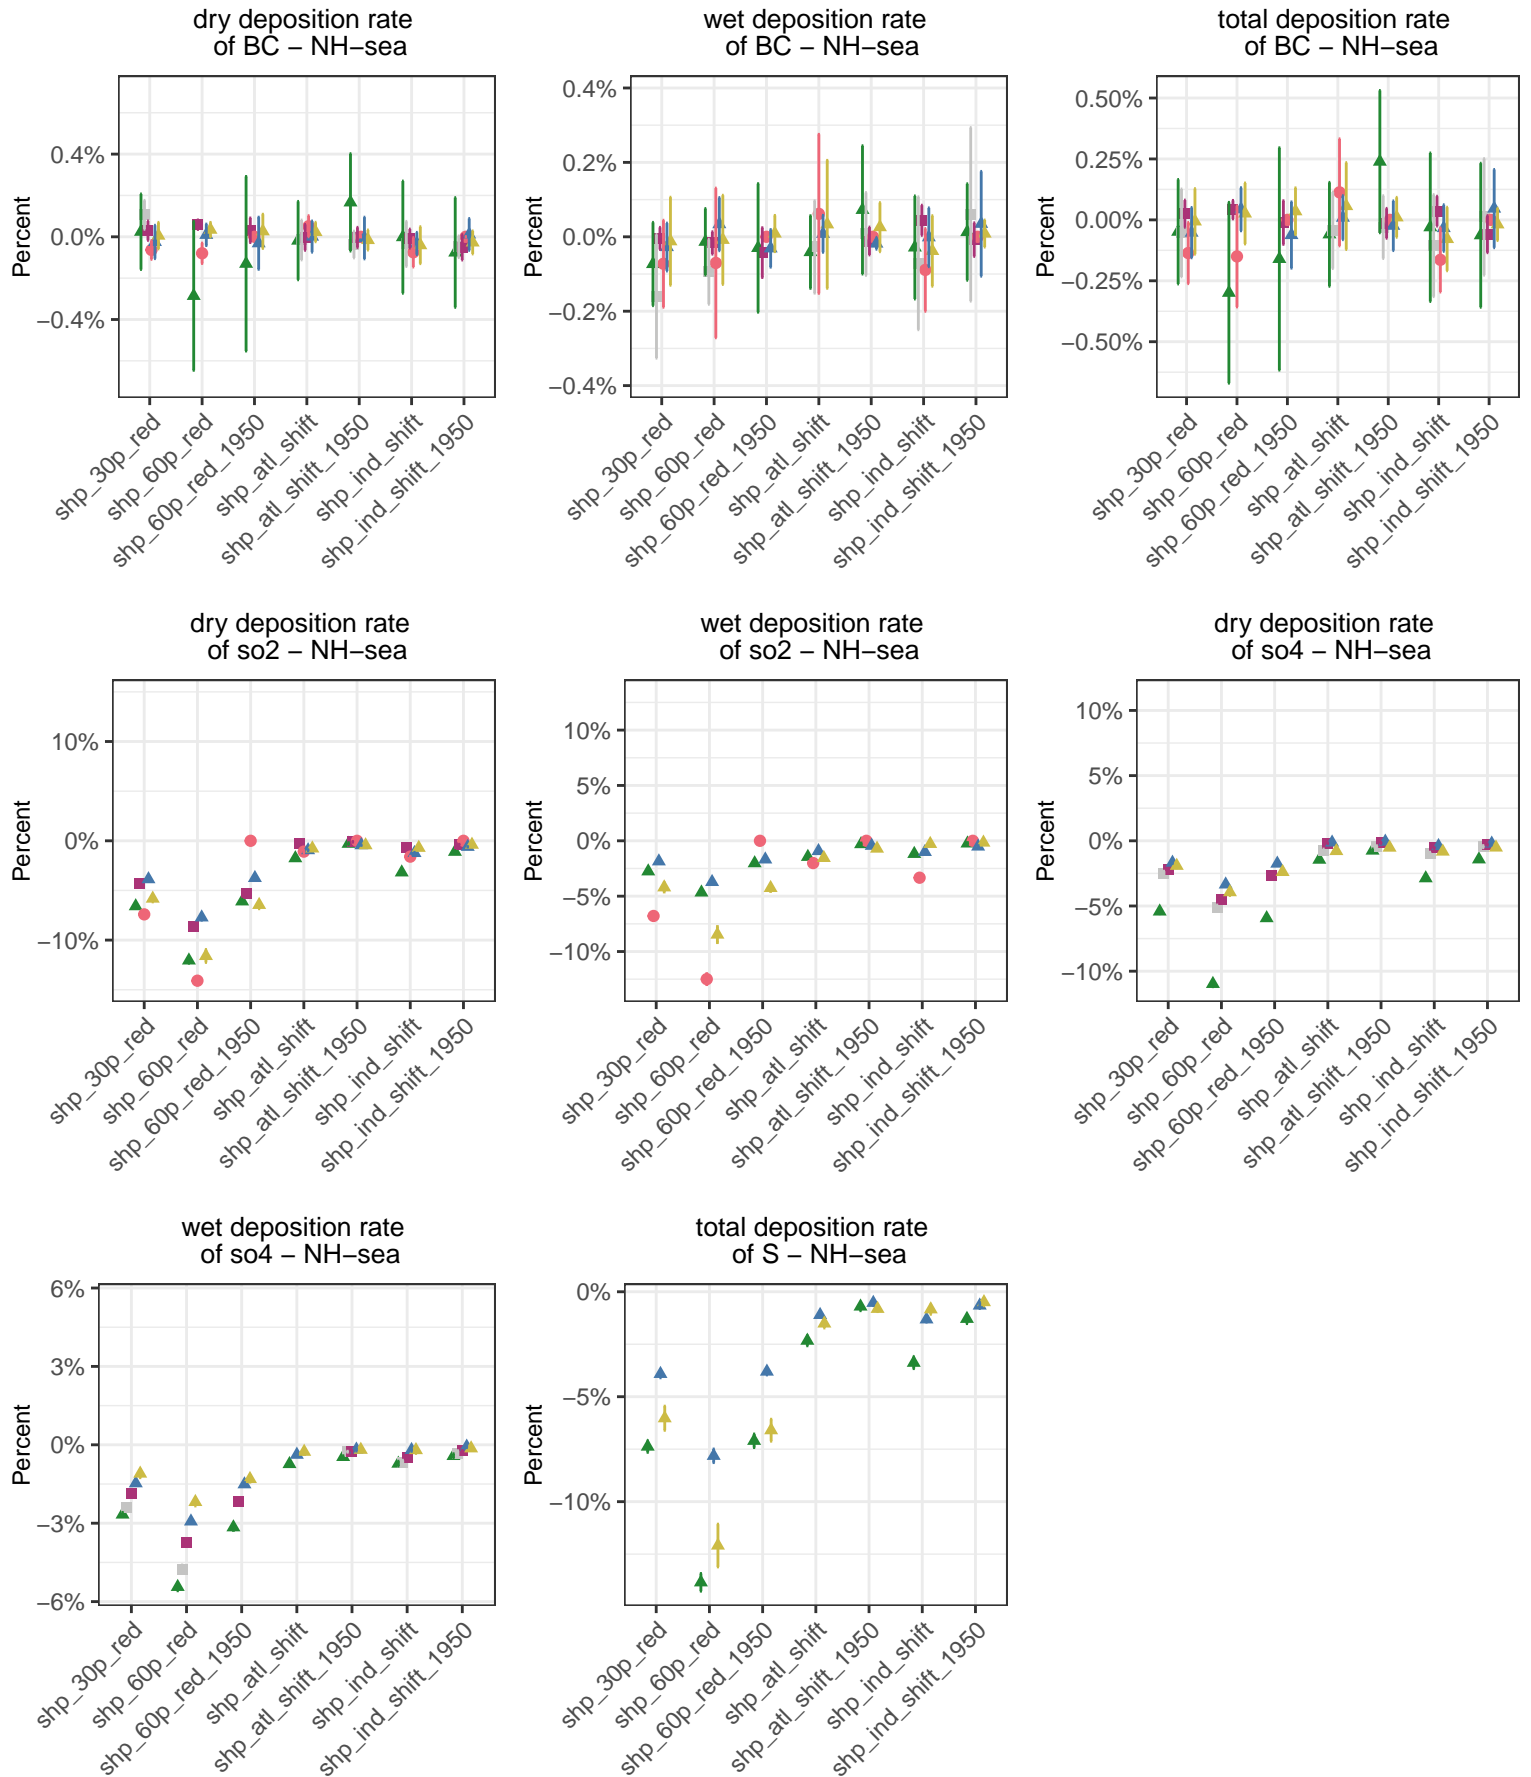 dry deposition rate
of BC − NH−sea
wet deposition rate
of BC − NH−sea
total deposition rate
of BC − NH−sea
Percent
0.4%
0.0%
−0.4%
shp_30p_red
shp_60p_red
shp_60p_red_1950
shp_atl_shift
shp_atl_shift_1950
shp_ind_shift
shp_ind_shift_1950
Percent
0.4%
0.2%
0.0%
−0.2%
−0.4%
shp_30p_red
shp_60p_red
shp_60p_red_1950
shp_atl_shift
shp_atl_shift_1950
shp_ind_shift
shp_ind_shift_1950
Percent
0.50%
0.25%
0.00%
−0.25%
−0.50%
shp_30p_red
shp_60p_red
shp_60p_red_1950
shp_atl_shift
shp_atl_shift_1950
shp_ind_shift
shp_ind_shift_1950
dry deposition rate
of so2 − NH−sea
wet deposition rate
of so2 − NH−sea
dry deposition rate
of so4 − NH−sea
Percent
10%
0%
−10%
shp_30p_red
shp_60p_red
shp_60p_red_1950
shp_atl_shift
shp_atl_shift_1950
shp_ind_shift
shp_ind_shift_1950
Percent
10%
5%
0%
−5%
−10%
shp_30p_red
shp_60p_red
shp_60p_red_1950
shp_atl_shift
shp_atl_shift_1950
shp_ind_shift
shp_ind_shift_1950
Percent
10%
5%
0%
−5%
−10%
shp_30p_red
shp_60p_red
shp_60p_red_1950
shp_atl_shift
shp_atl_shift_1950
shp_ind_shift
shp_ind_shift_1950
wet deposition rate
of so4 − NH−sea
total deposition rate
of S − NH−sea
Percent
6%
3%
0%
−3%
−6%
shp_30p_red
shp_60p_red
shp_60p_red_1950
shp_atl_shift
shp_atl_shift_1950
shp_ind_shift
shp_ind_shift_1950
Percent
0%
−5%
−10%
shp_30p_red
shp_60p_red
shp_60p_red_1950
shp_atl_shift
shp_atl_shift_1950
shp_ind_shift
shp_ind_shift_1950